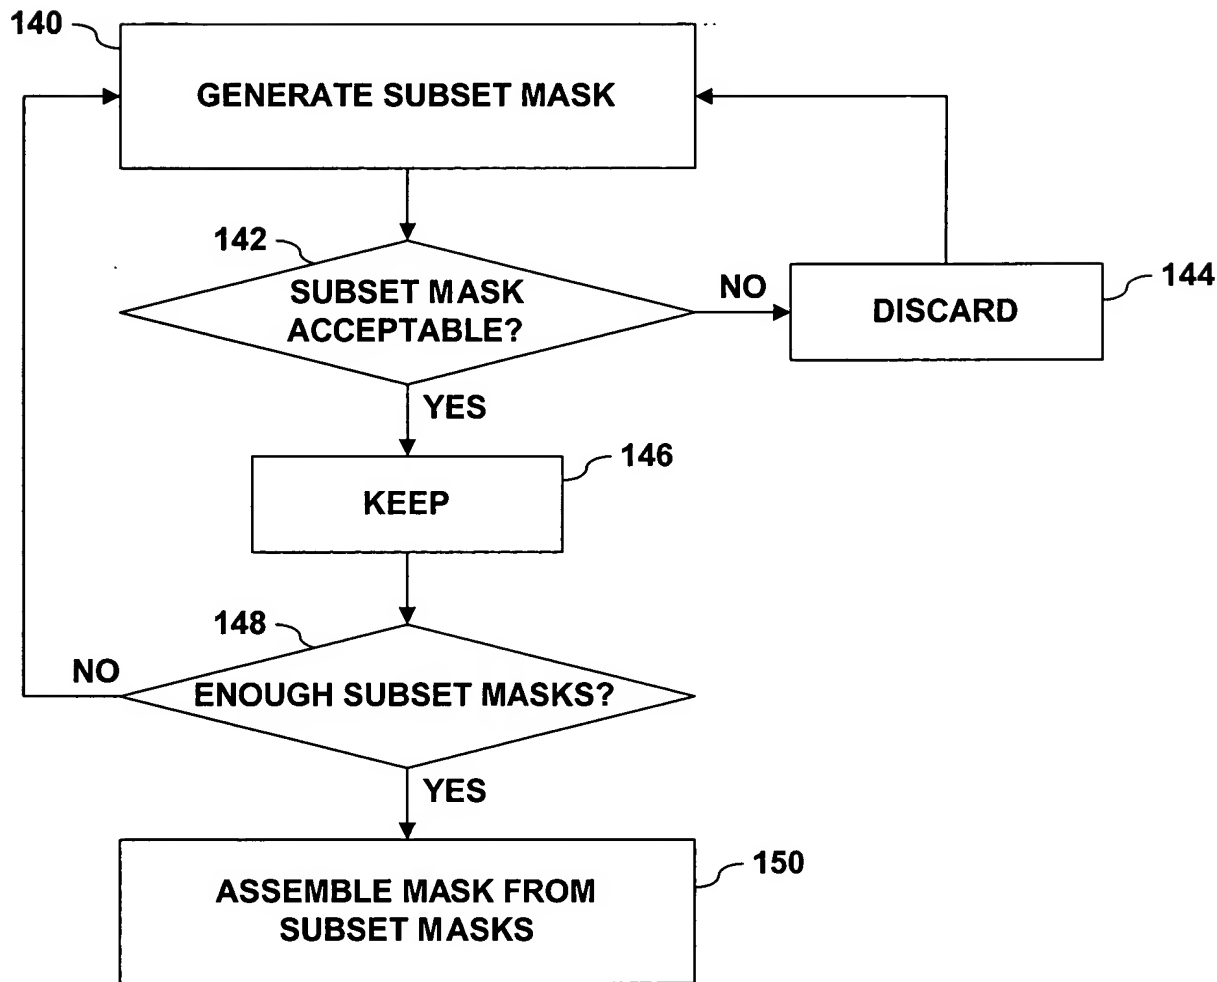 140
GENERATE SUBSET MASK
142
SUBSET MASK
ACCEPTABLE?
NO
DISCARD
144
YES
146
KEEP
148
NO
ENOUGH SUBSET MASKS?
YES
150
ASSEMBLE MASK FROM
SUBSET MASKS